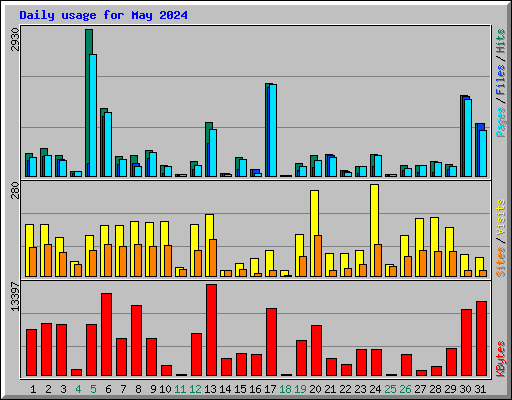 Daily usage for May 2024
2930
Pages / Files / Hits
280
Sites / Visits
13397
KBytes
1 2 3 4 5 6 7 8 9 10 11 12 13 14 15 16 17 18 19 20 21 22 23 24 25 26 27 28 29 30 31